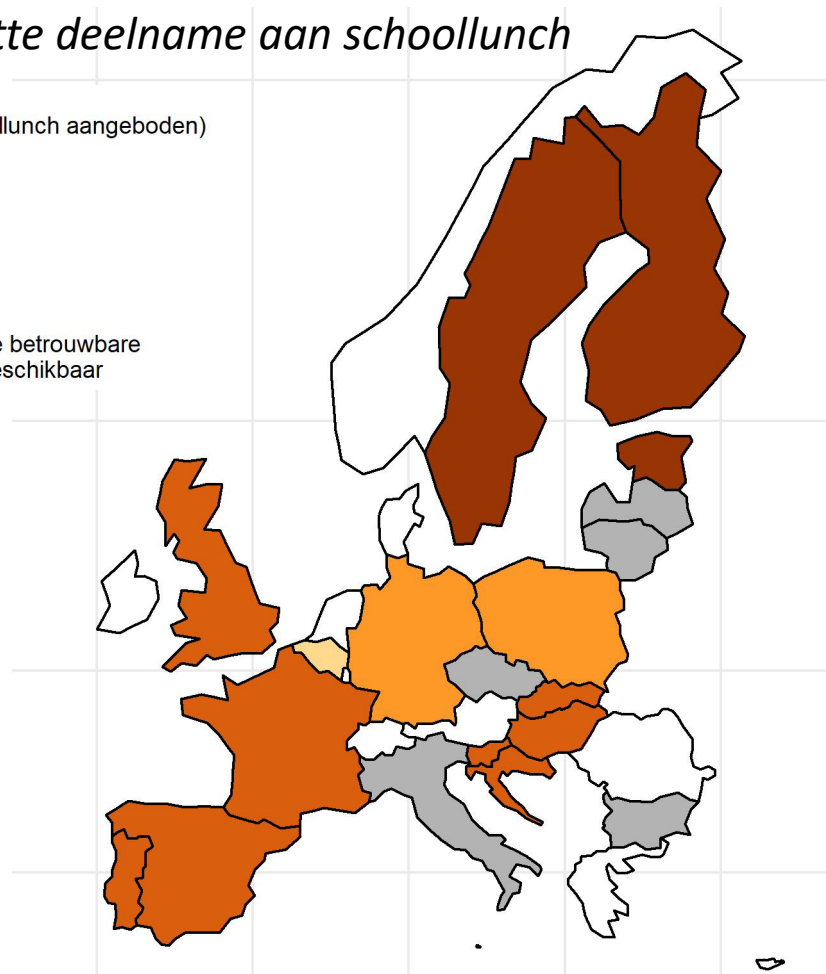 tte deelname aan schoollunch
llunch aangeboden)
e betrouwbare
eschikbaar